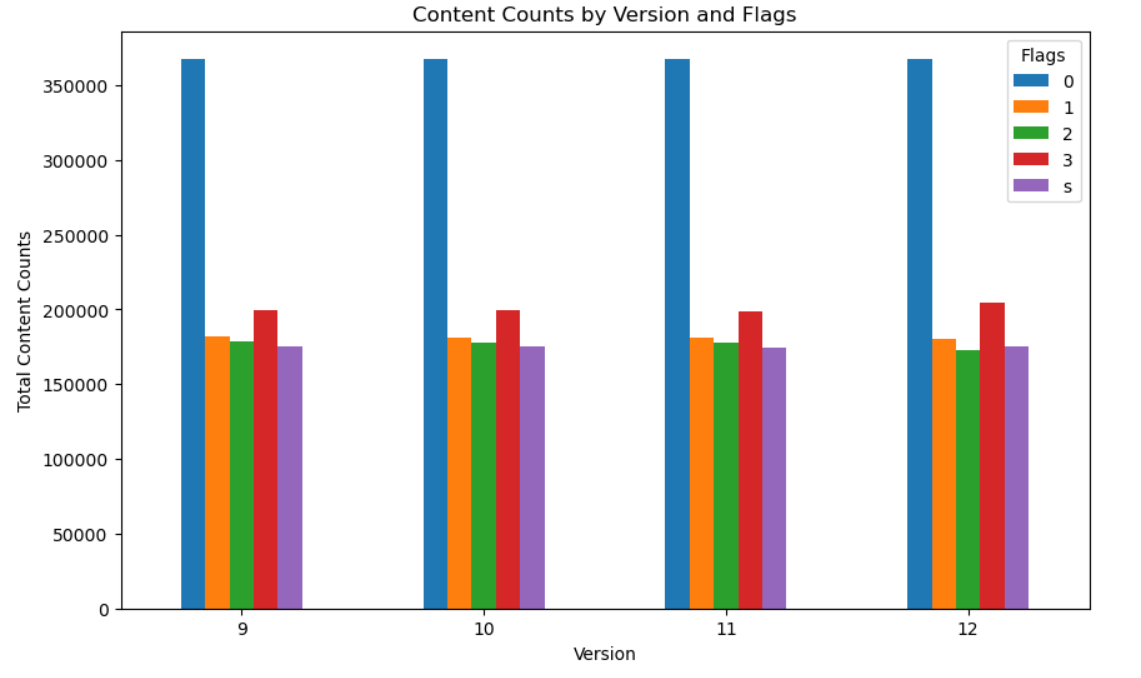 Content Counts by Version and Flags
Flags
0
1
2
3
s
Total Content Counts
350000
300000
250000
200000
150000
100000
50000
0
9 10 11 12
Version